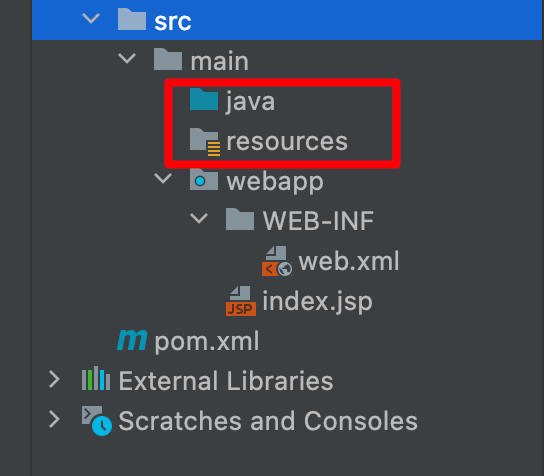 src
main
java
resources
webapp
WEB-INF
web.xml
JSP index.jsp
m pom.xml
External Libraries
Scratches and Consoles